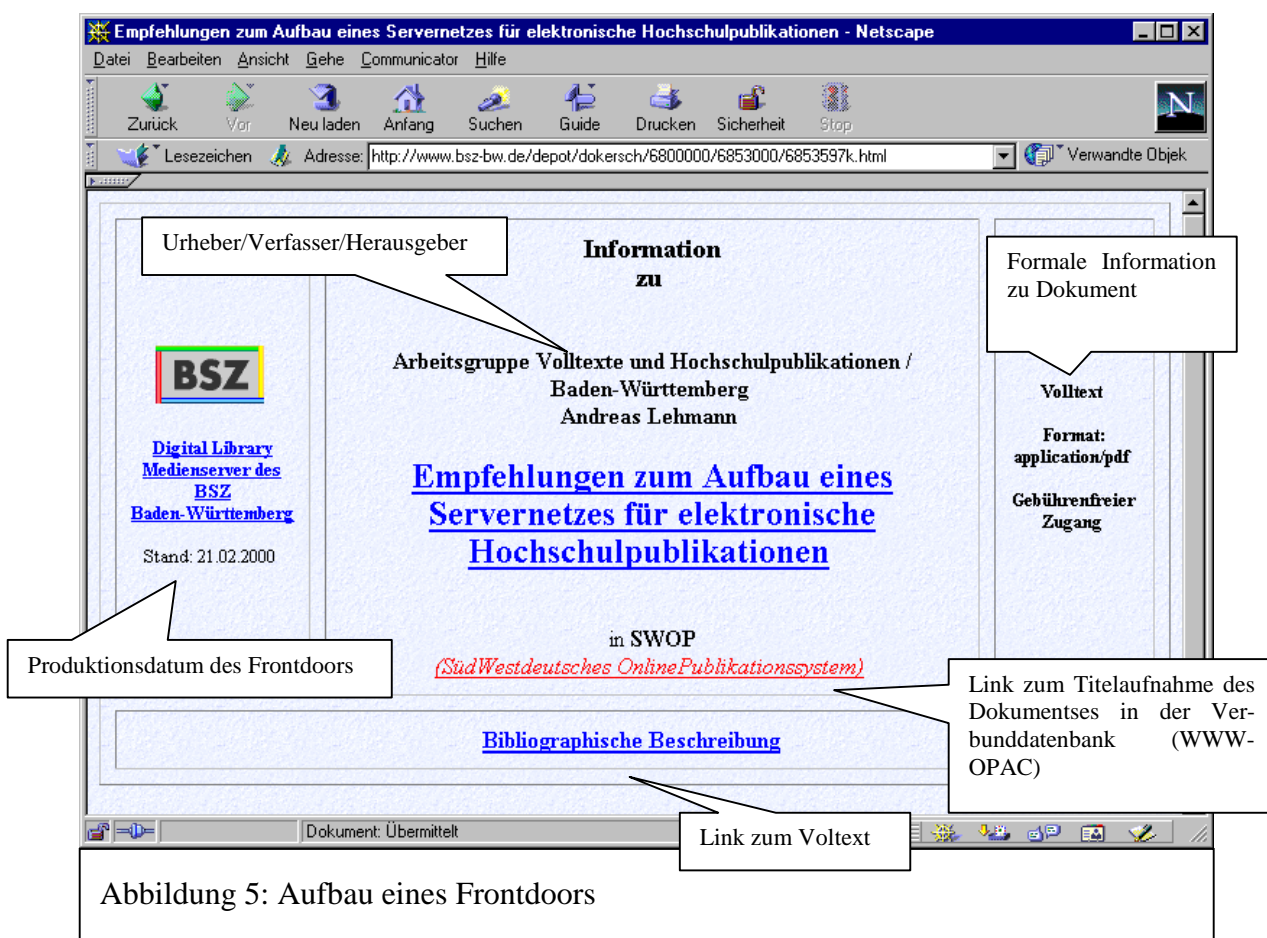 Empfehlungen zum Aufbau eines Servernetzes für elektronische Hochschulpublikationen - Netscape
Datei Bearbeiten Ansicht Gehe Communicator Hilfe
Zurück Vor Neu laden Anfang Suchen Guide Drucken Sicherheit Stop
N
Lesezeichen Adresse: http://www.bsz-bw.de/depot/dokersch/6800000/6853000/6853597k.html Verwandte Objek
Urheber/Verfasser/Herausgeber
Information
zu
Formale Information
zu Dokument
BSZ
Digital Library
Medienserver des
BSZ
Baden-Württemberg
Stand: 21.02.2000
Arbeitsgruppe Volltexte und Hochschulpublikationen /
Baden-Württemberg
Andreas Lehmann
Empfehlungen zum Aufbau eines
Servernetzes für elektronische
Hochschulpublikationen
Volltext
Format:
application/pdf
Gebührenfreier
Zugang
in SWOP
(SüdWestdeutsches OnlinePublikationssystem)
Produktionsdatum des Frontdoors
Link zum Titelaufnahme des
Dokumentses in der Ver-
bunddatenbank (WWW-
OPAC)
Bibliographische Beschreibung
Link zum Voltext
Dokument: Übermittelt
Abbildung 5: Aufbau eines Frontdoors